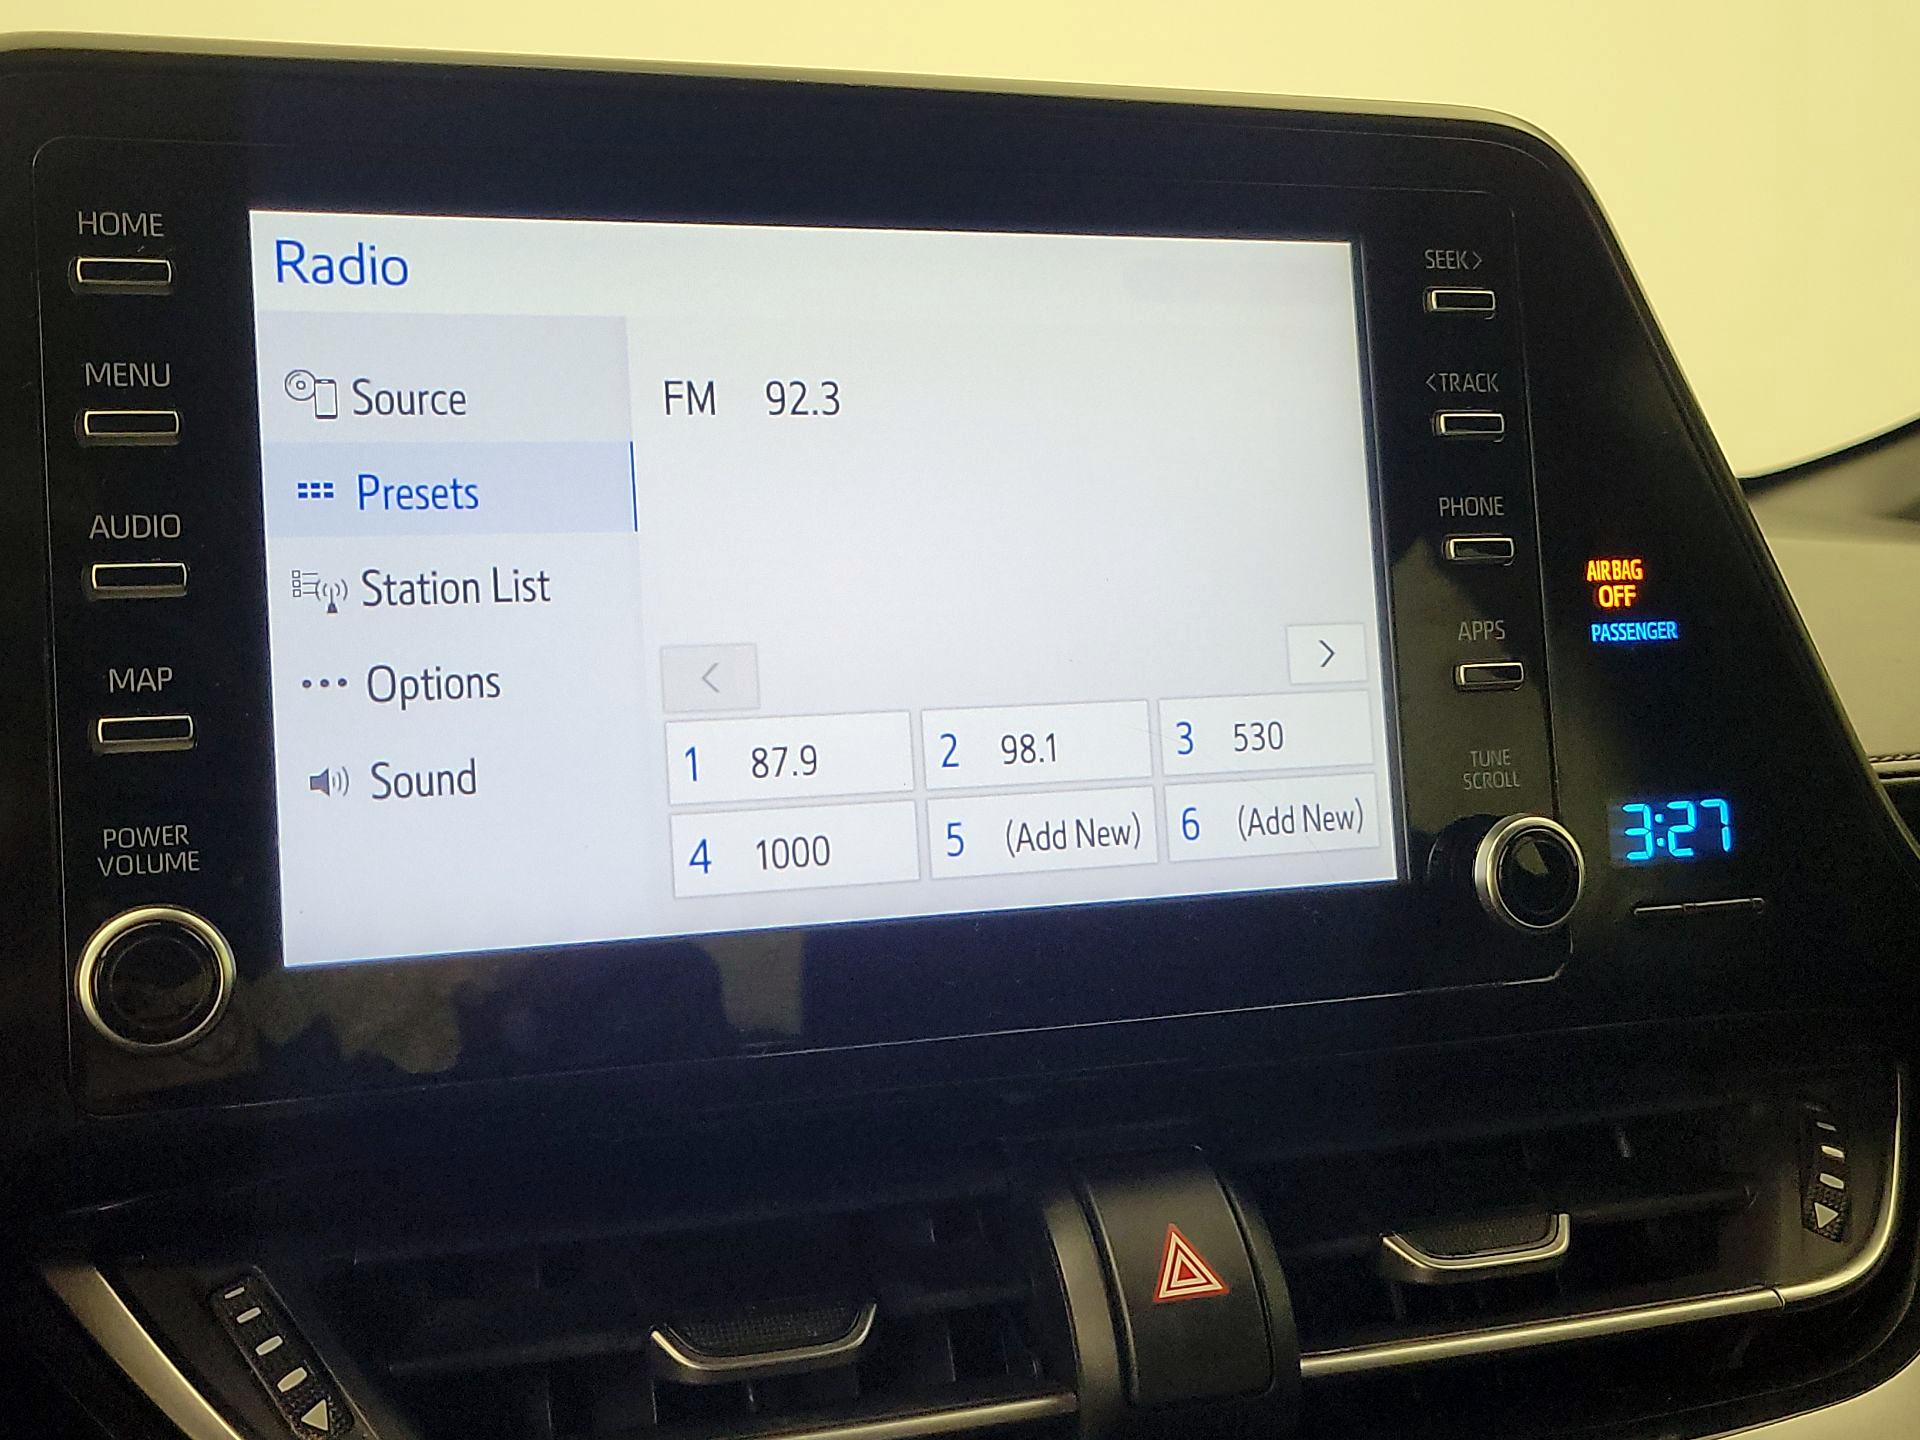 HOME
MENU
AUDIO
MAP
POWER
VOLUME
Radio
Source
Presets
Station List
Options
Sound
FM 92.3
<
>
1 87.9
2 98.1
3 530
4 1000
5 (Add New)
6 (Add New)
SEEK>
<TRACK
PHONE
APPS
TUNE
SCROLL
AIR BAG
OFF
PASSENGER
3:27